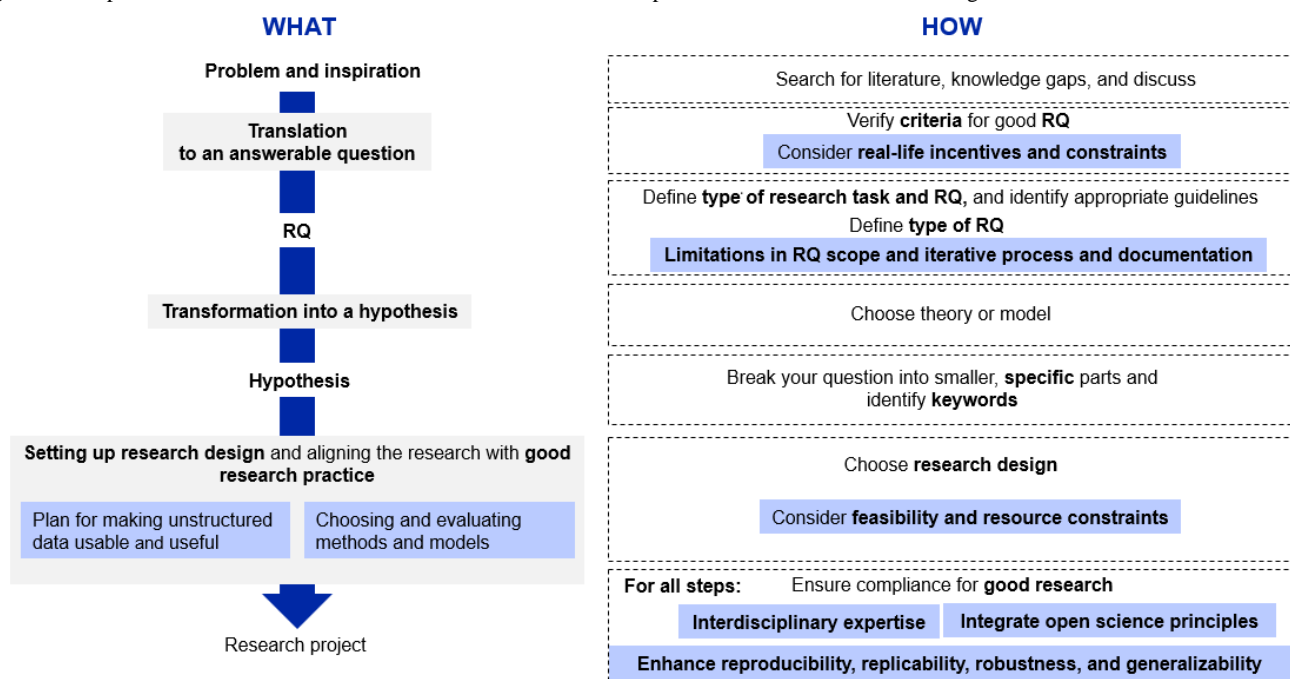 WHAT
Problem and inspiration
Translation
to an answerable question
RQ
Transformation into a hypothesis
Hypothesis
Setting up research design and aligning the research with good
research practice
Plan for making unstructured
data usable and useful
Choosing and evaluating
methods and models
Research project
HOW
Search for literature, knowledge gaps, and discuss
Verify criteria for good RQ
Consider real-life incentives and constraints
Define type of research task and RQ, and identify appropriate guidelines
Define type of RQ
Limitations in RQ scope and iterative process and documentation
Choose theory or model
Break your question into smaller, specific parts and
identify keywords
Choose research design
Consider feasibility and resource constraints
For all steps: Ensure compliance for good research
Interdisciplinary expertise
Integrate open science principles
Enhance reproducibility, replicability, robustness, and generalizability